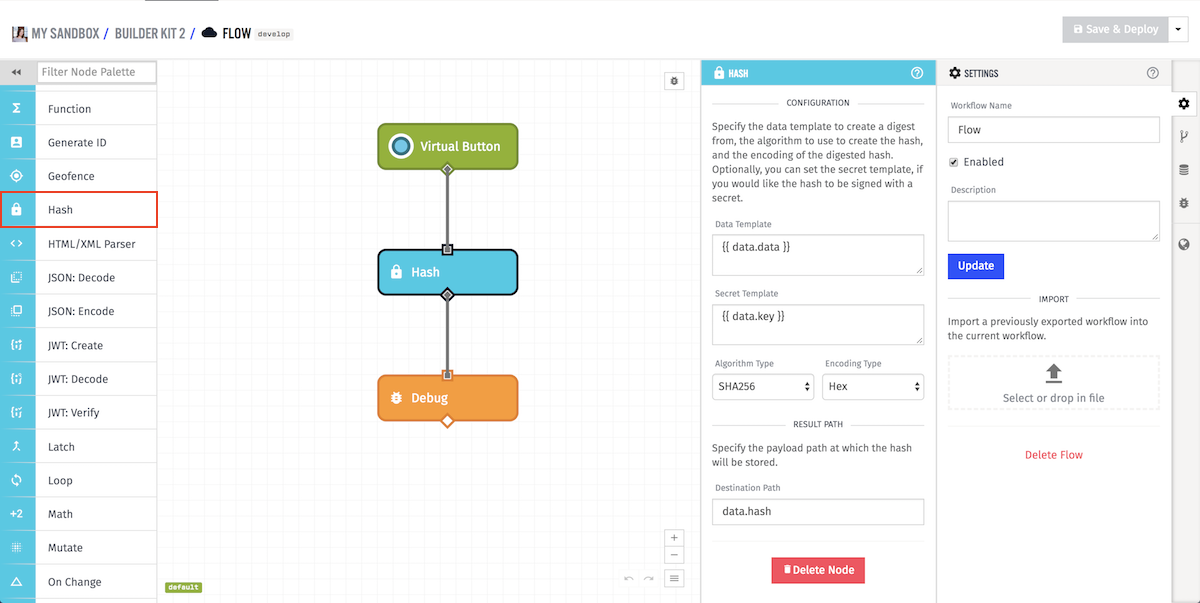 MY SANDBOX / BUILDER KIT 2 / FLOW develop
Save & Deploy
Filter Node Palette
Function
Generate ID
Geofence
Hash
HTML/XML Parser
JSON: Decode
JSON: Encode
JWT: Create
JWT: Decode
JWT: Verify
Latch
Loop
+2 Math
Mutate
On Change
Virtual Button
Hash
Debug
default
HASH
CONFIGURATION
Specify the data template to create a digest
from, the algorithm to use to create the hash,
and the encoding of the digested hash.
Optionally, you can set the secret template, if
you would like the hash to be signed with a
secret.
Data Template
{{ data.data }}
Secret Template
{{ data.key }}
Algorithm Type Encoding Type
SHA256 Hex
RESULT PATH
Specify the payload path at which the hash
will be stored.
Destination Path
data.hash
Delete Node
SETTINGS
Workflow Name
Flow
Enabled
Description
Update
IMPORT
Import a previously exported workflow into
the current workflow.
Select or drop in file
Delete Flow